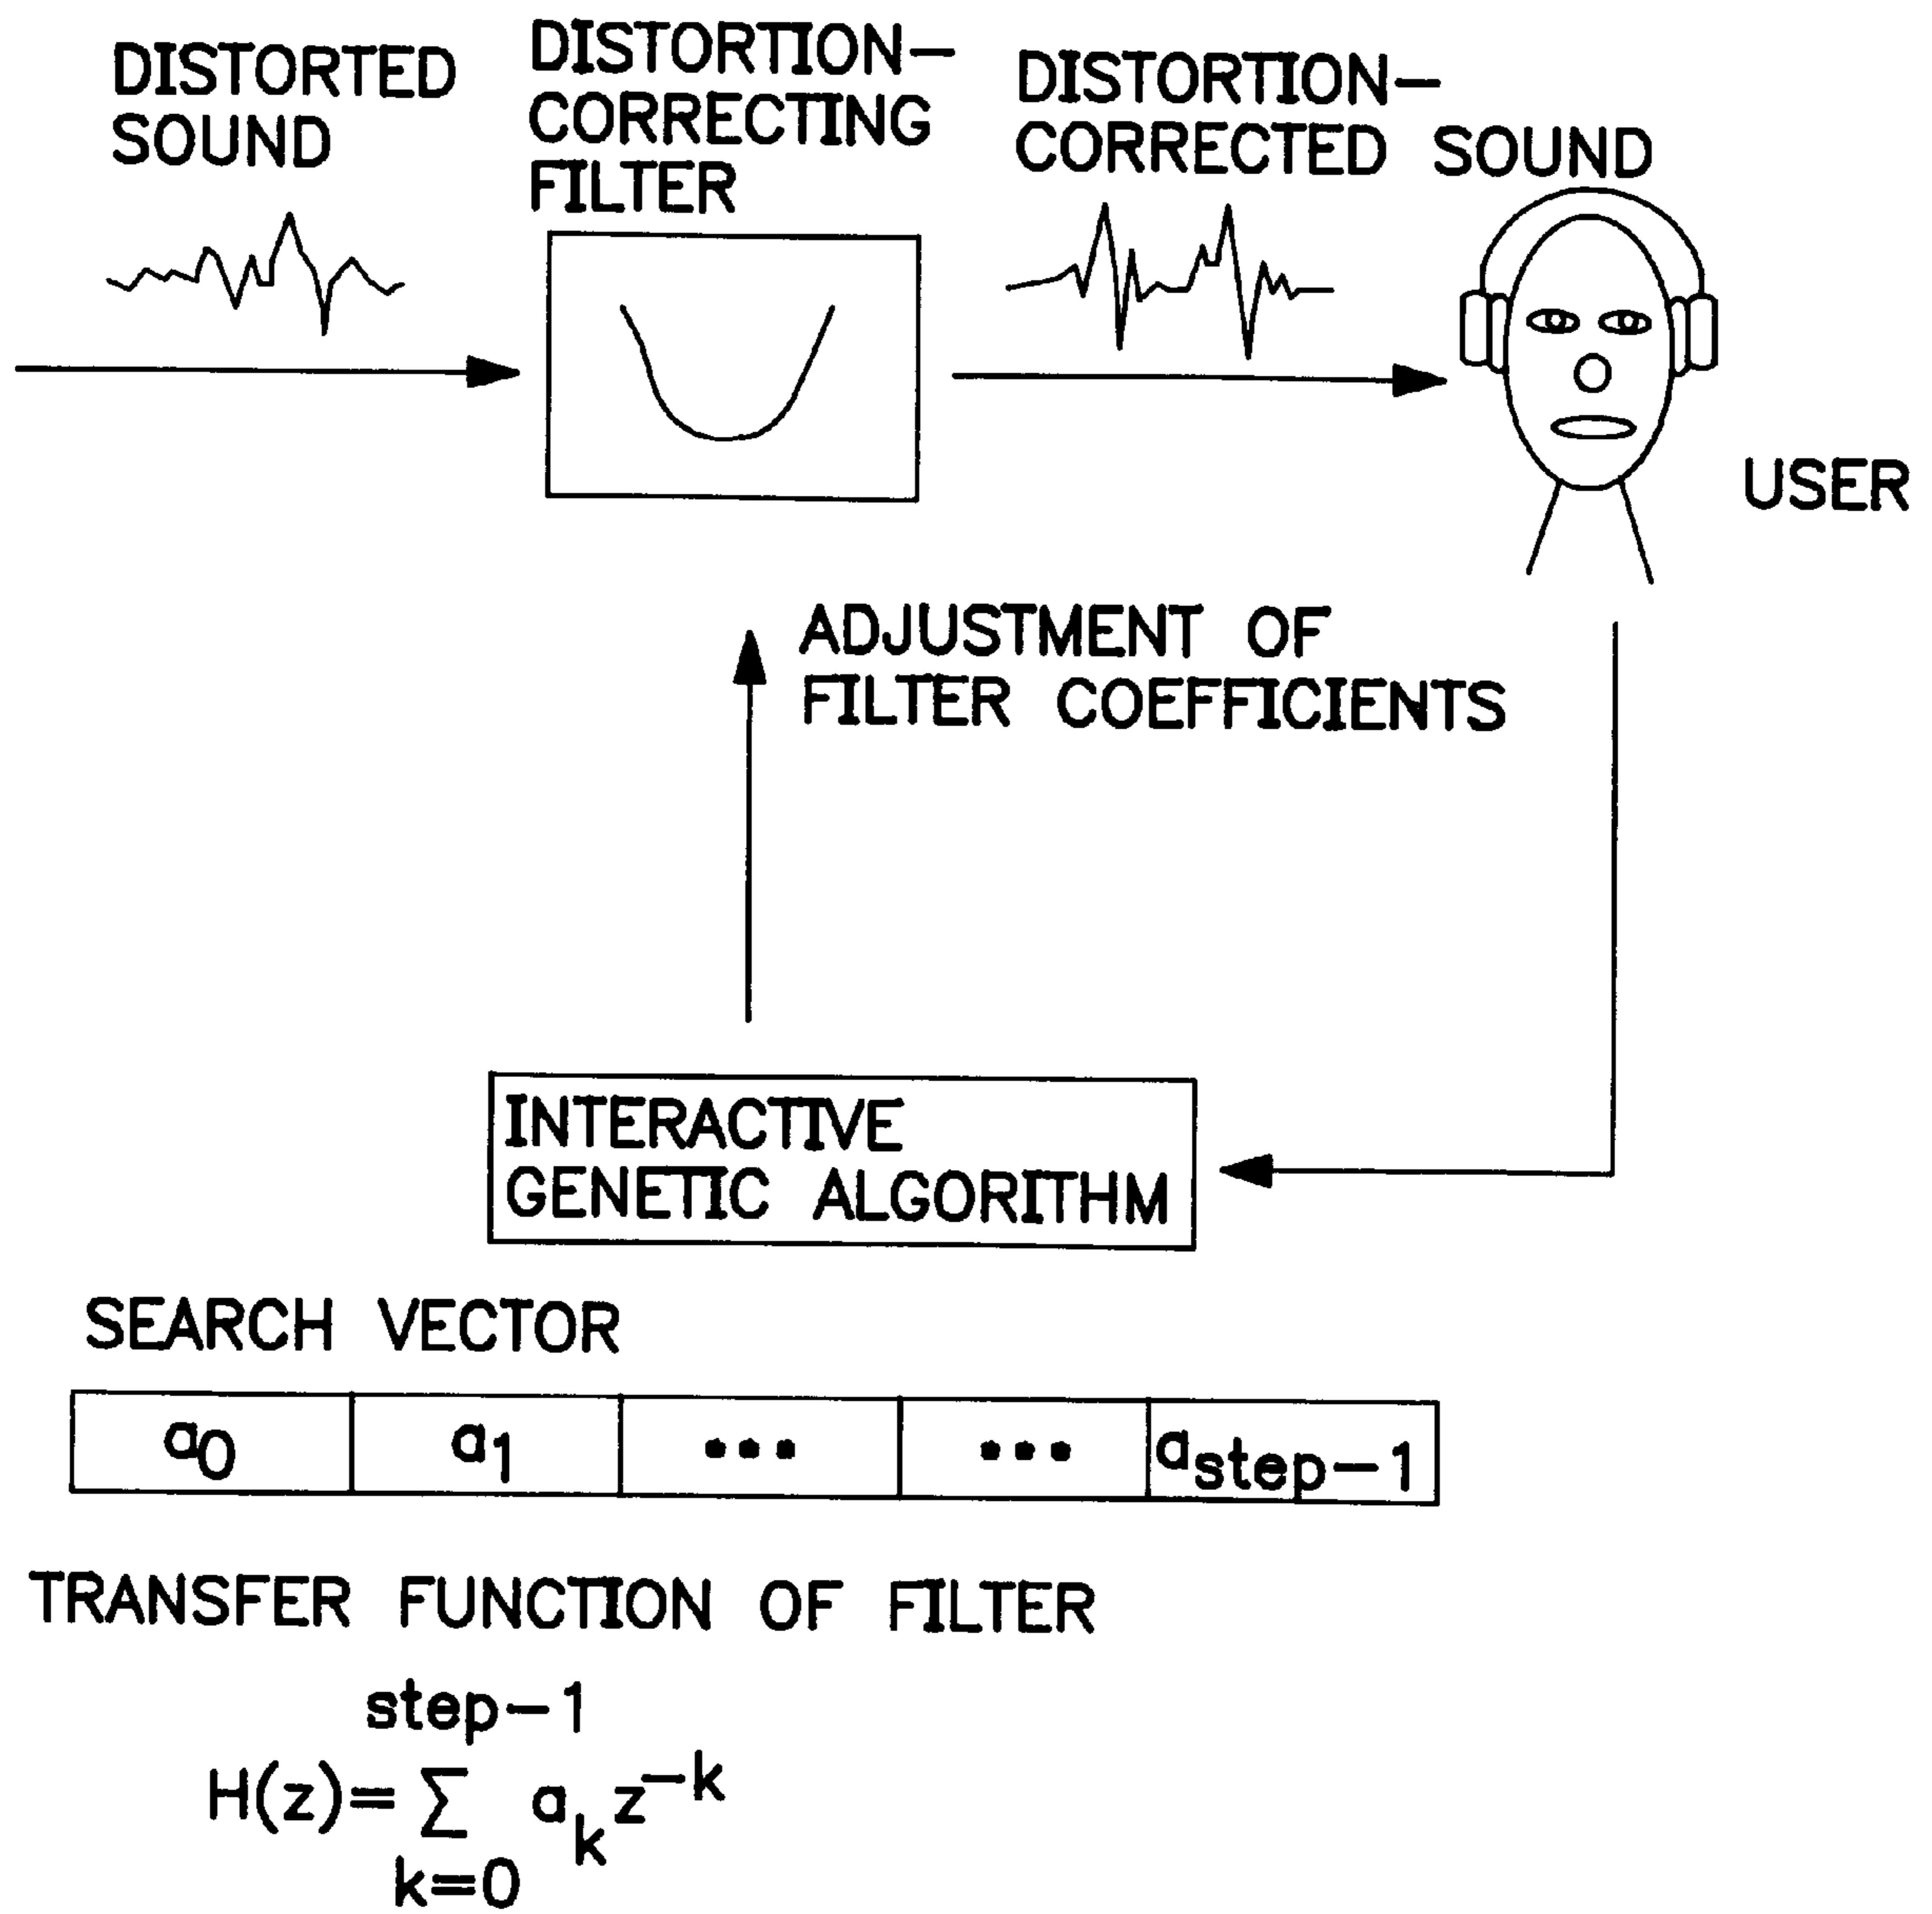 DISTORTED
SOUND
DISTORTION-
CORRECTING
FILTER
DISTORTION-
CORRECTED SOUND
USER
ADJUSTMENT OF
FILTER COEFFICIENTS
INTERACTIVE
GENETIC ALGORITHM
SEARCH VECTOR
a0 a1 ••• ••• astep-1
TRANSFER FUNCTION OF FILTER
step-1
H(z)= Σ ak z-k
k=0